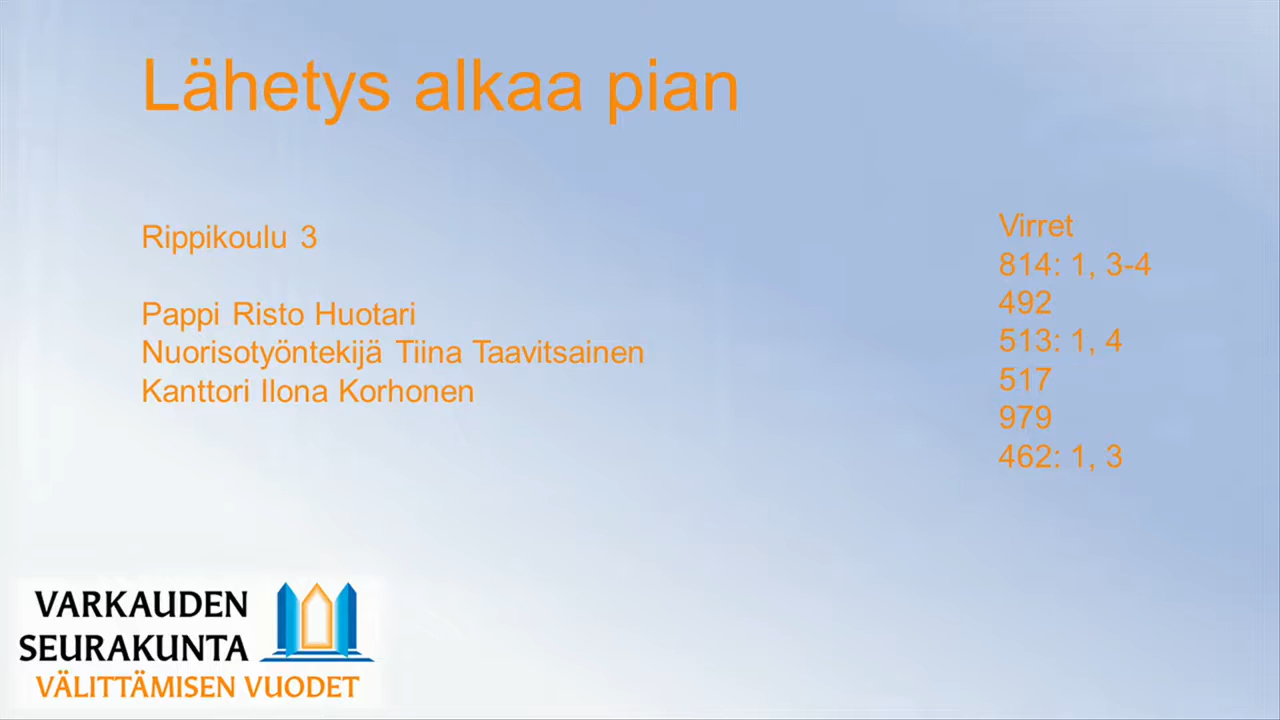 Lähetys alkaa pian
Rippikoulu 3
Pappi Risto Huotari
Nuorisotyöntekijä Tiina Taavitsainen
Kanttori Ilona Korhonen
Virret
814: 1, 3-4
492
513: 1, 4
517
979
462: 1, 3
VARKAUDEN
SEURAKUNTA
VÄLITTÄMISEN VUODET